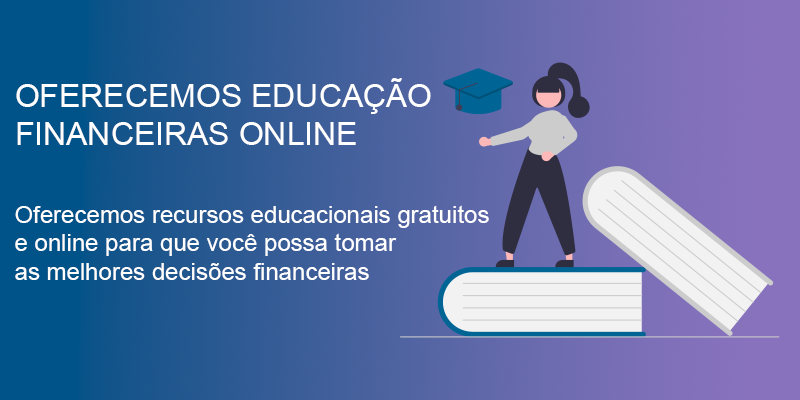 OFERECEMOS EDUCAÇÃO
FINANCEIRAS ONLINE
Oferecemos recursos educacionais gratuitos
e online para que você possa tomar
as melhores decisões financeiras